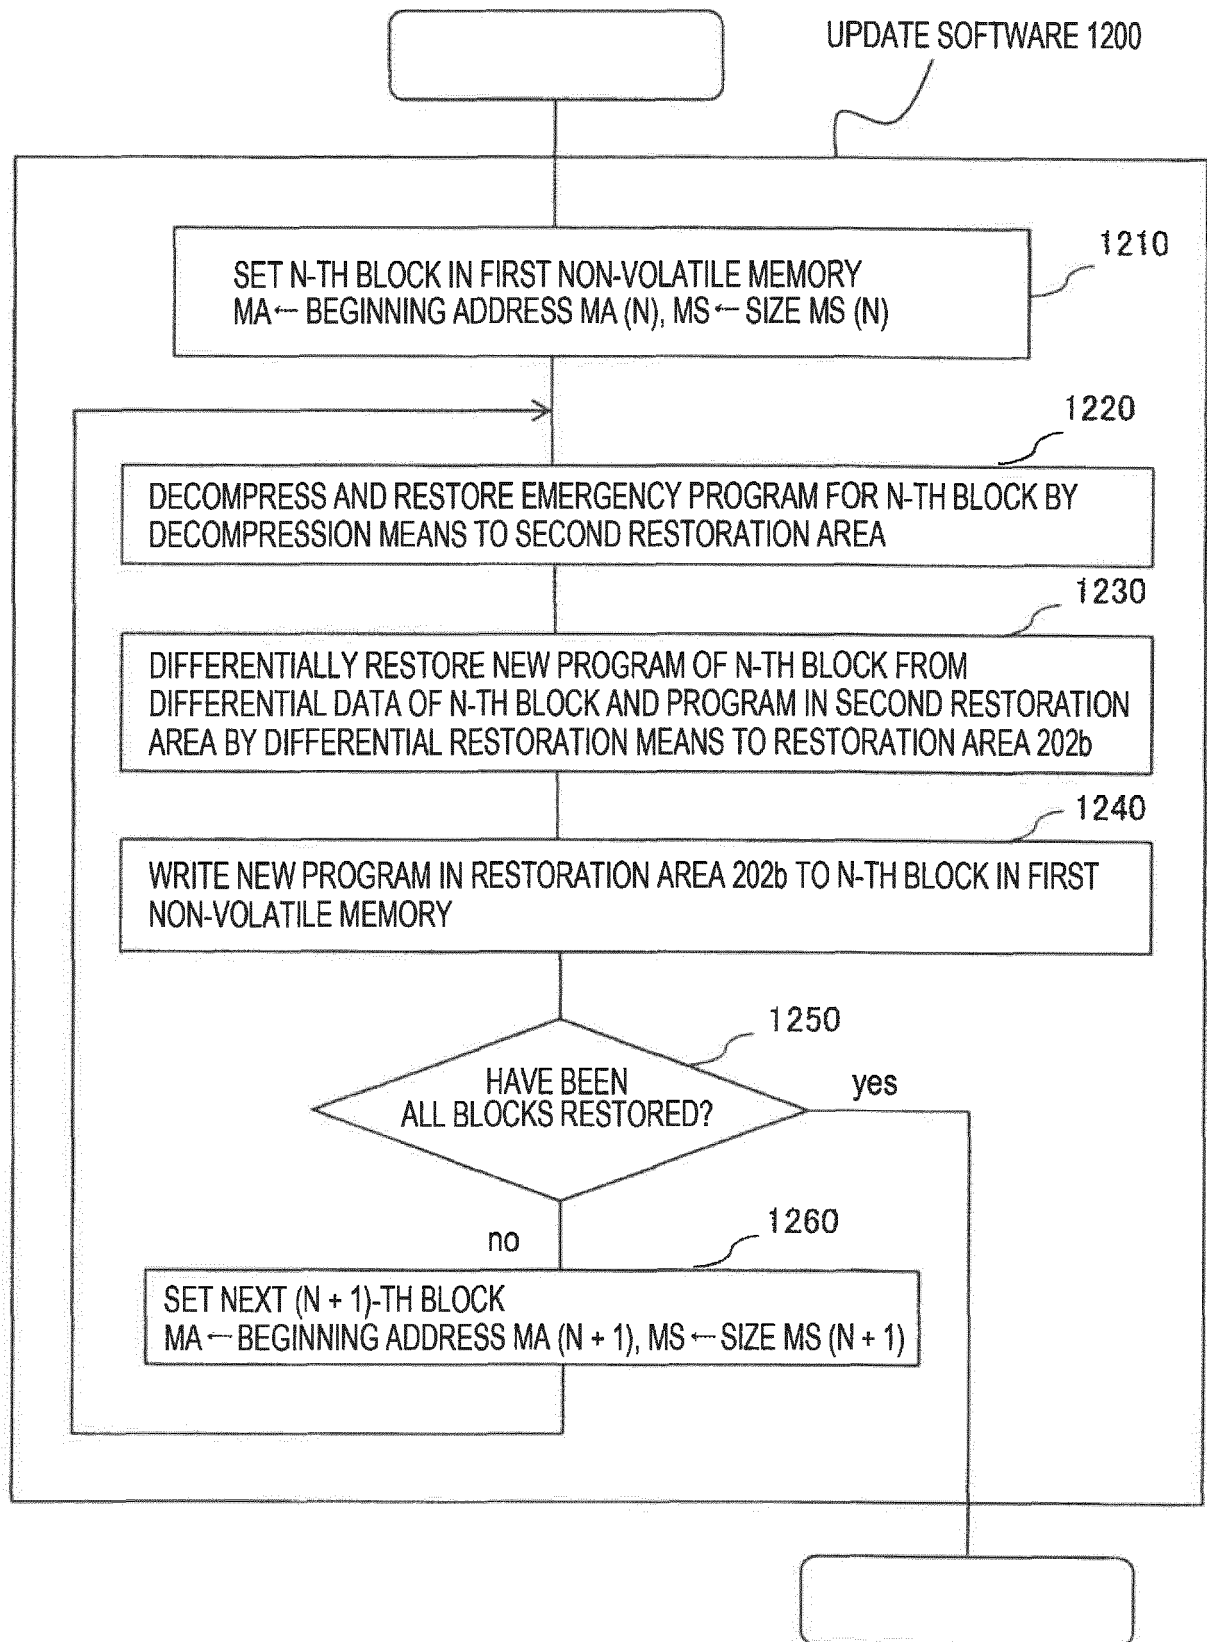 UPDATE SOFTWARE 1200
1210
SET N-TH BLOCK IN FIRST NON-VOLATILE MEMORY
MA ← BEGINNING ADDRESS MA (N), MS ← SIZE MS (N)
1220
DECOMPRESS AND RESTORE EMERGENCY PROGRAM FOR N-TH BLOCK BY
DECOMPRESSION MEANS TO SECOND RESTORATION AREA
1230
DIFFERENTIALLY RESTORE NEW PROGRAM OF N-TH BLOCK FROM
DIFFERENTIAL DATA OF N-TH BLOCK AND PROGRAM IN SECOND RESTORATION
AREA BY DIFFERENTIAL RESTORATION MEANS TO RESTORATION AREA 202b
1240
WRITE NEW PROGRAM IN RESTORATION AREA 202b TO N-TH BLOCK IN FIRST
NON-VOLATILE MEMORY
1250
HAVE BEEN
ALL BLOCKS RESTORED?
yes
no
1260
SET NEXT (N + 1)-TH BLOCK
MA ← BEGINNING ADDRESS MA (N + 1), MS ← SIZE MS (N + 1)